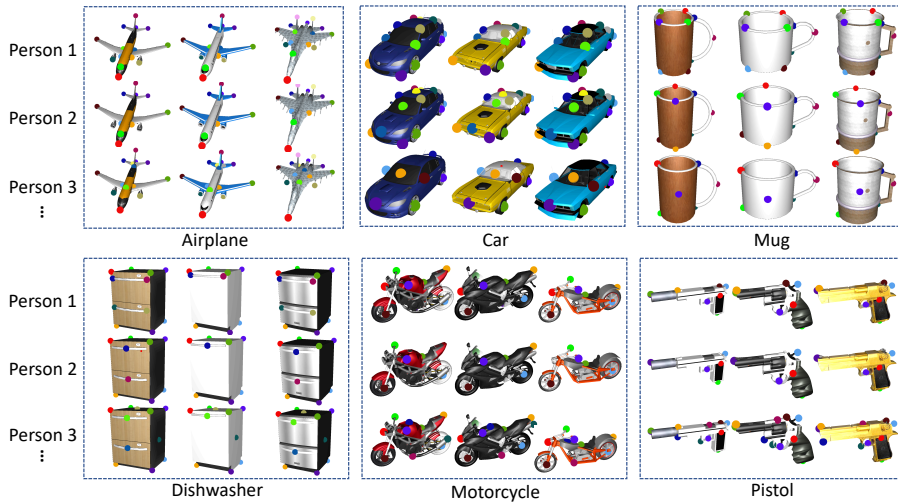 Person 1
Person 2
Person 3
⋮
Airplane
Car
Mug
Person 1
Person 2
Person 3
⋮
Dishwasher
Motorcycle
Pistol